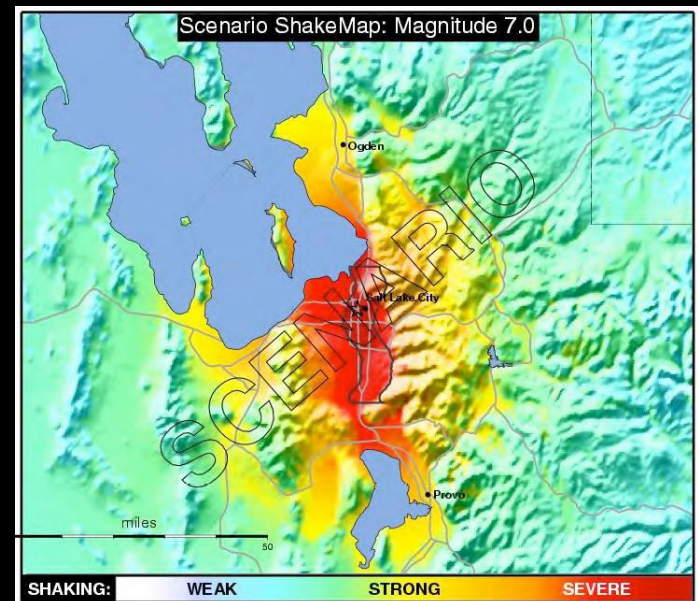 Scenario ShakeMap: Magnitude 7.0
Ogden
SCENARIO
Salt Lake City
Provo
miles
50
SHAKING: WEAK STRONG SEVERE